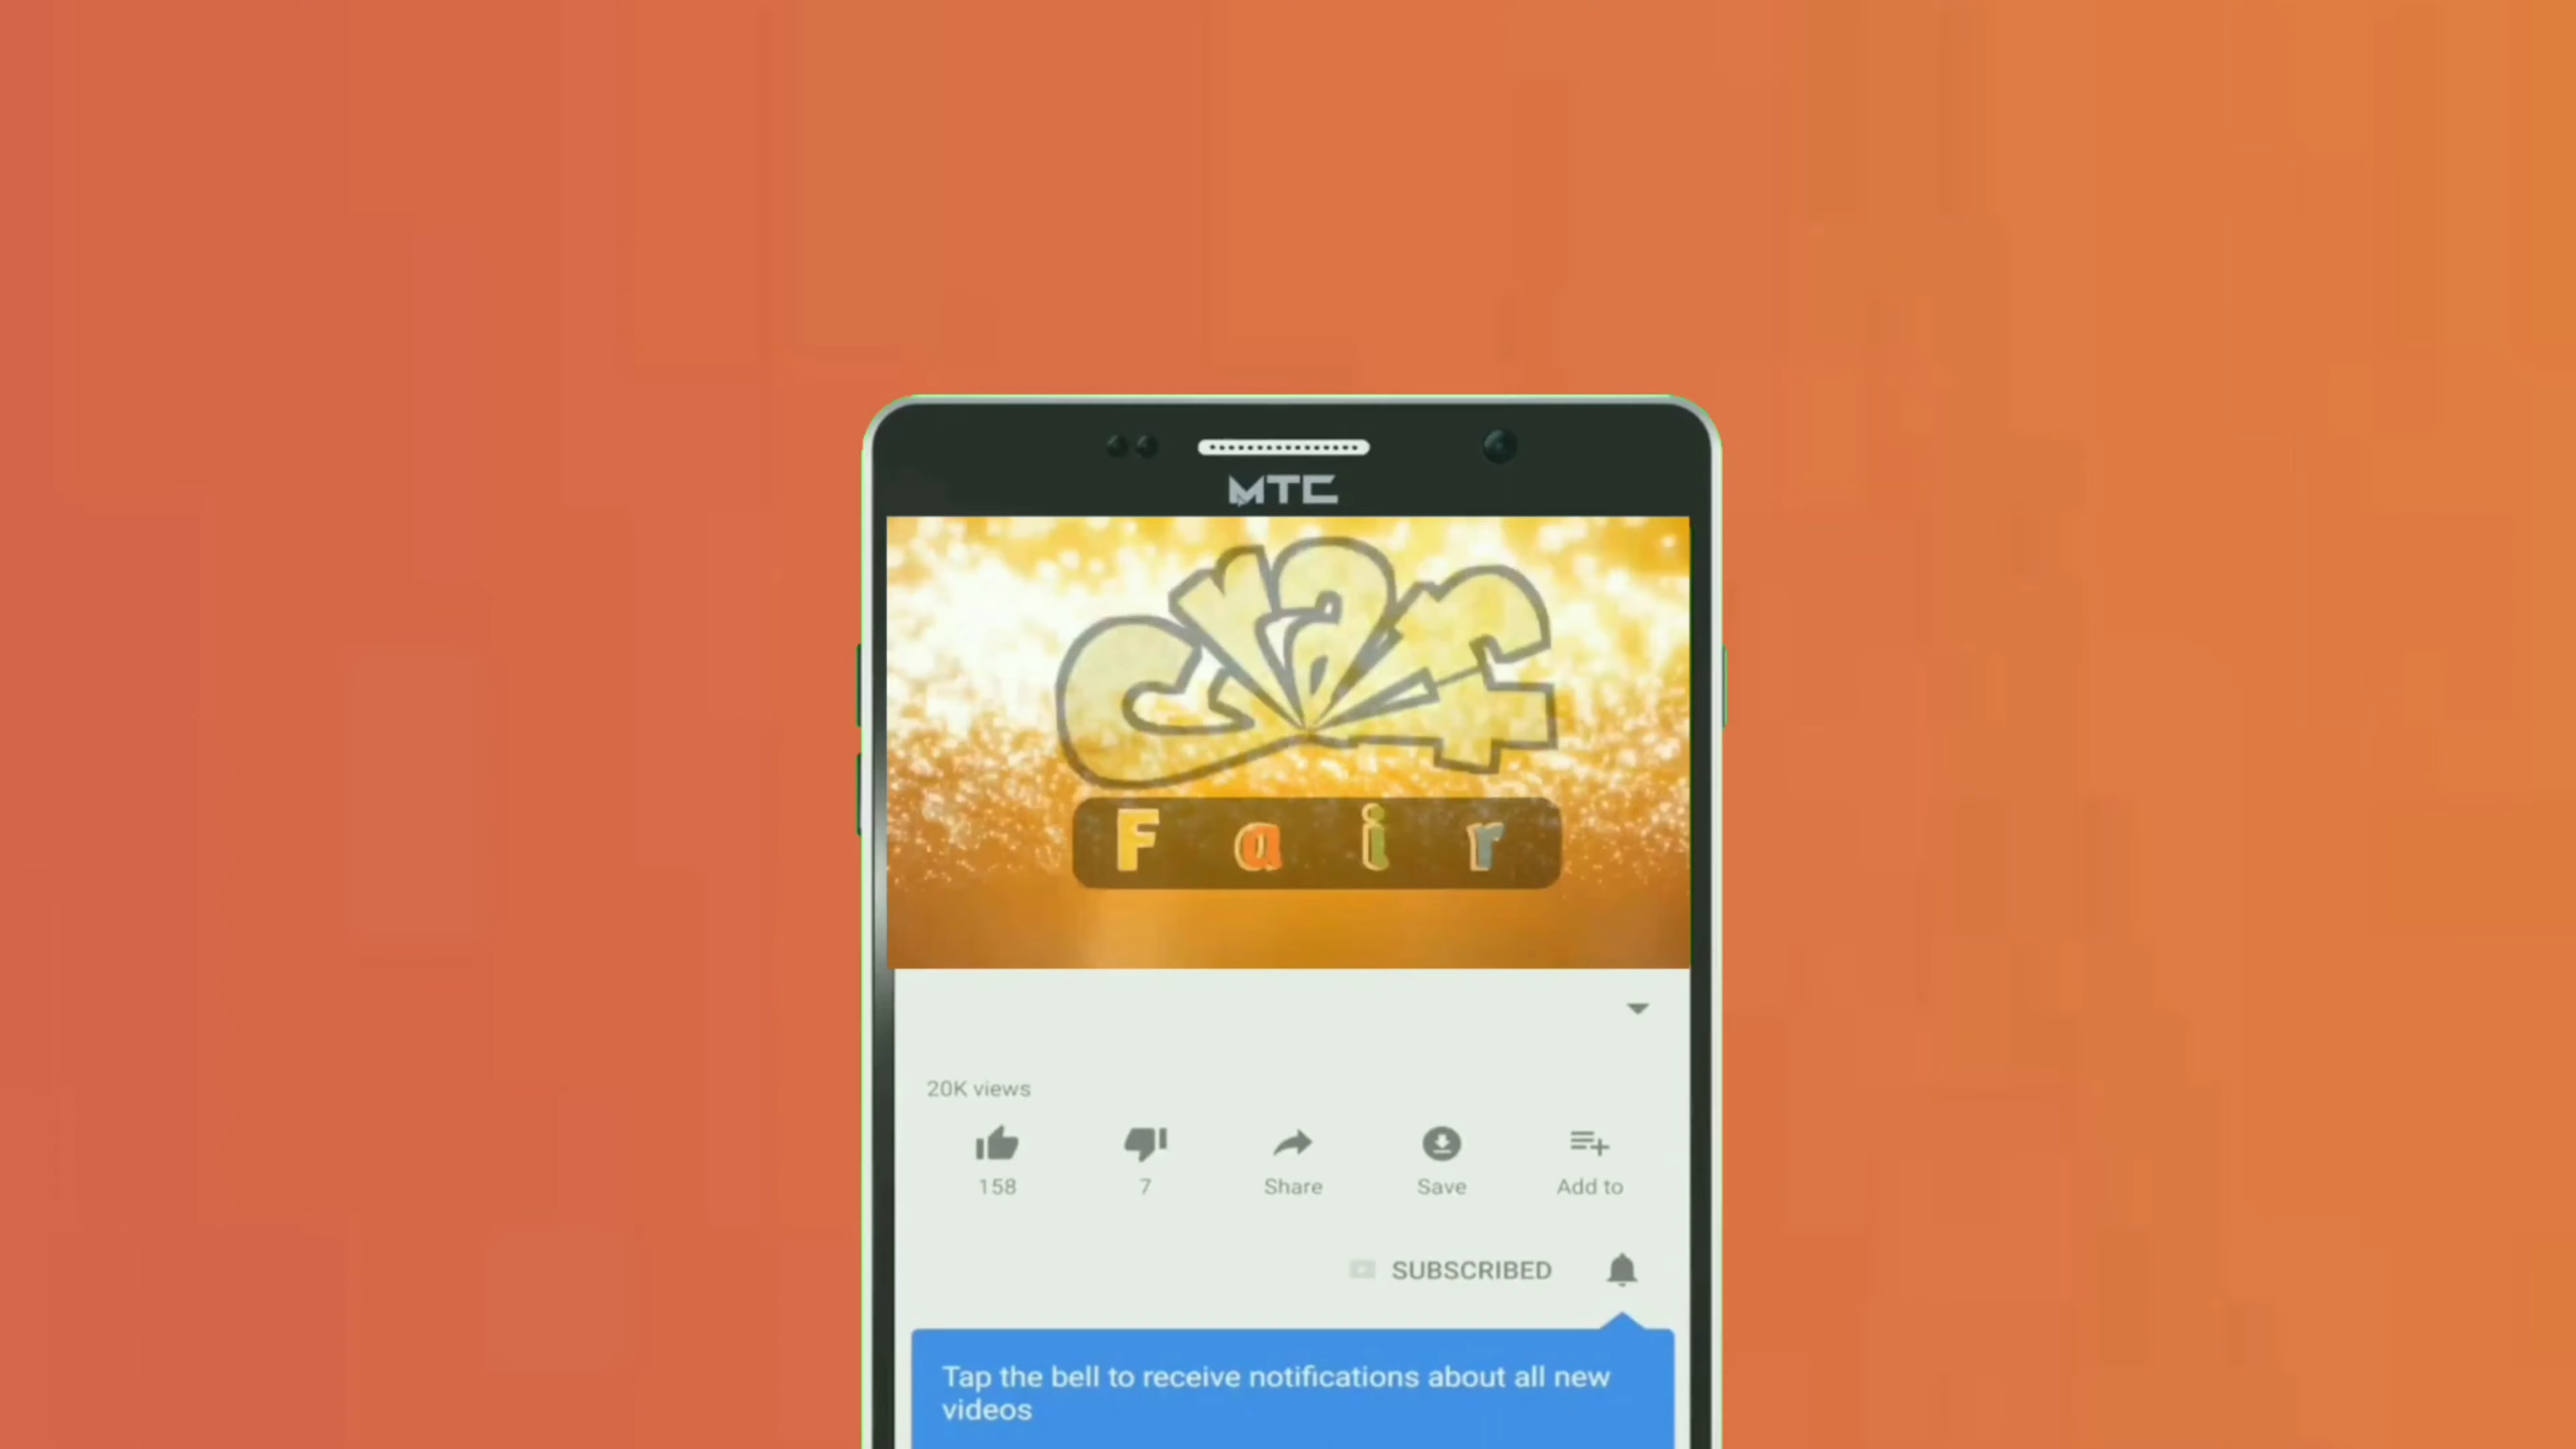 MTC
Craft
Fair
20K views
158
7
Share
Save
Add to
SUBSCRIBED
Tap the bell to receive notifications about all new
videos